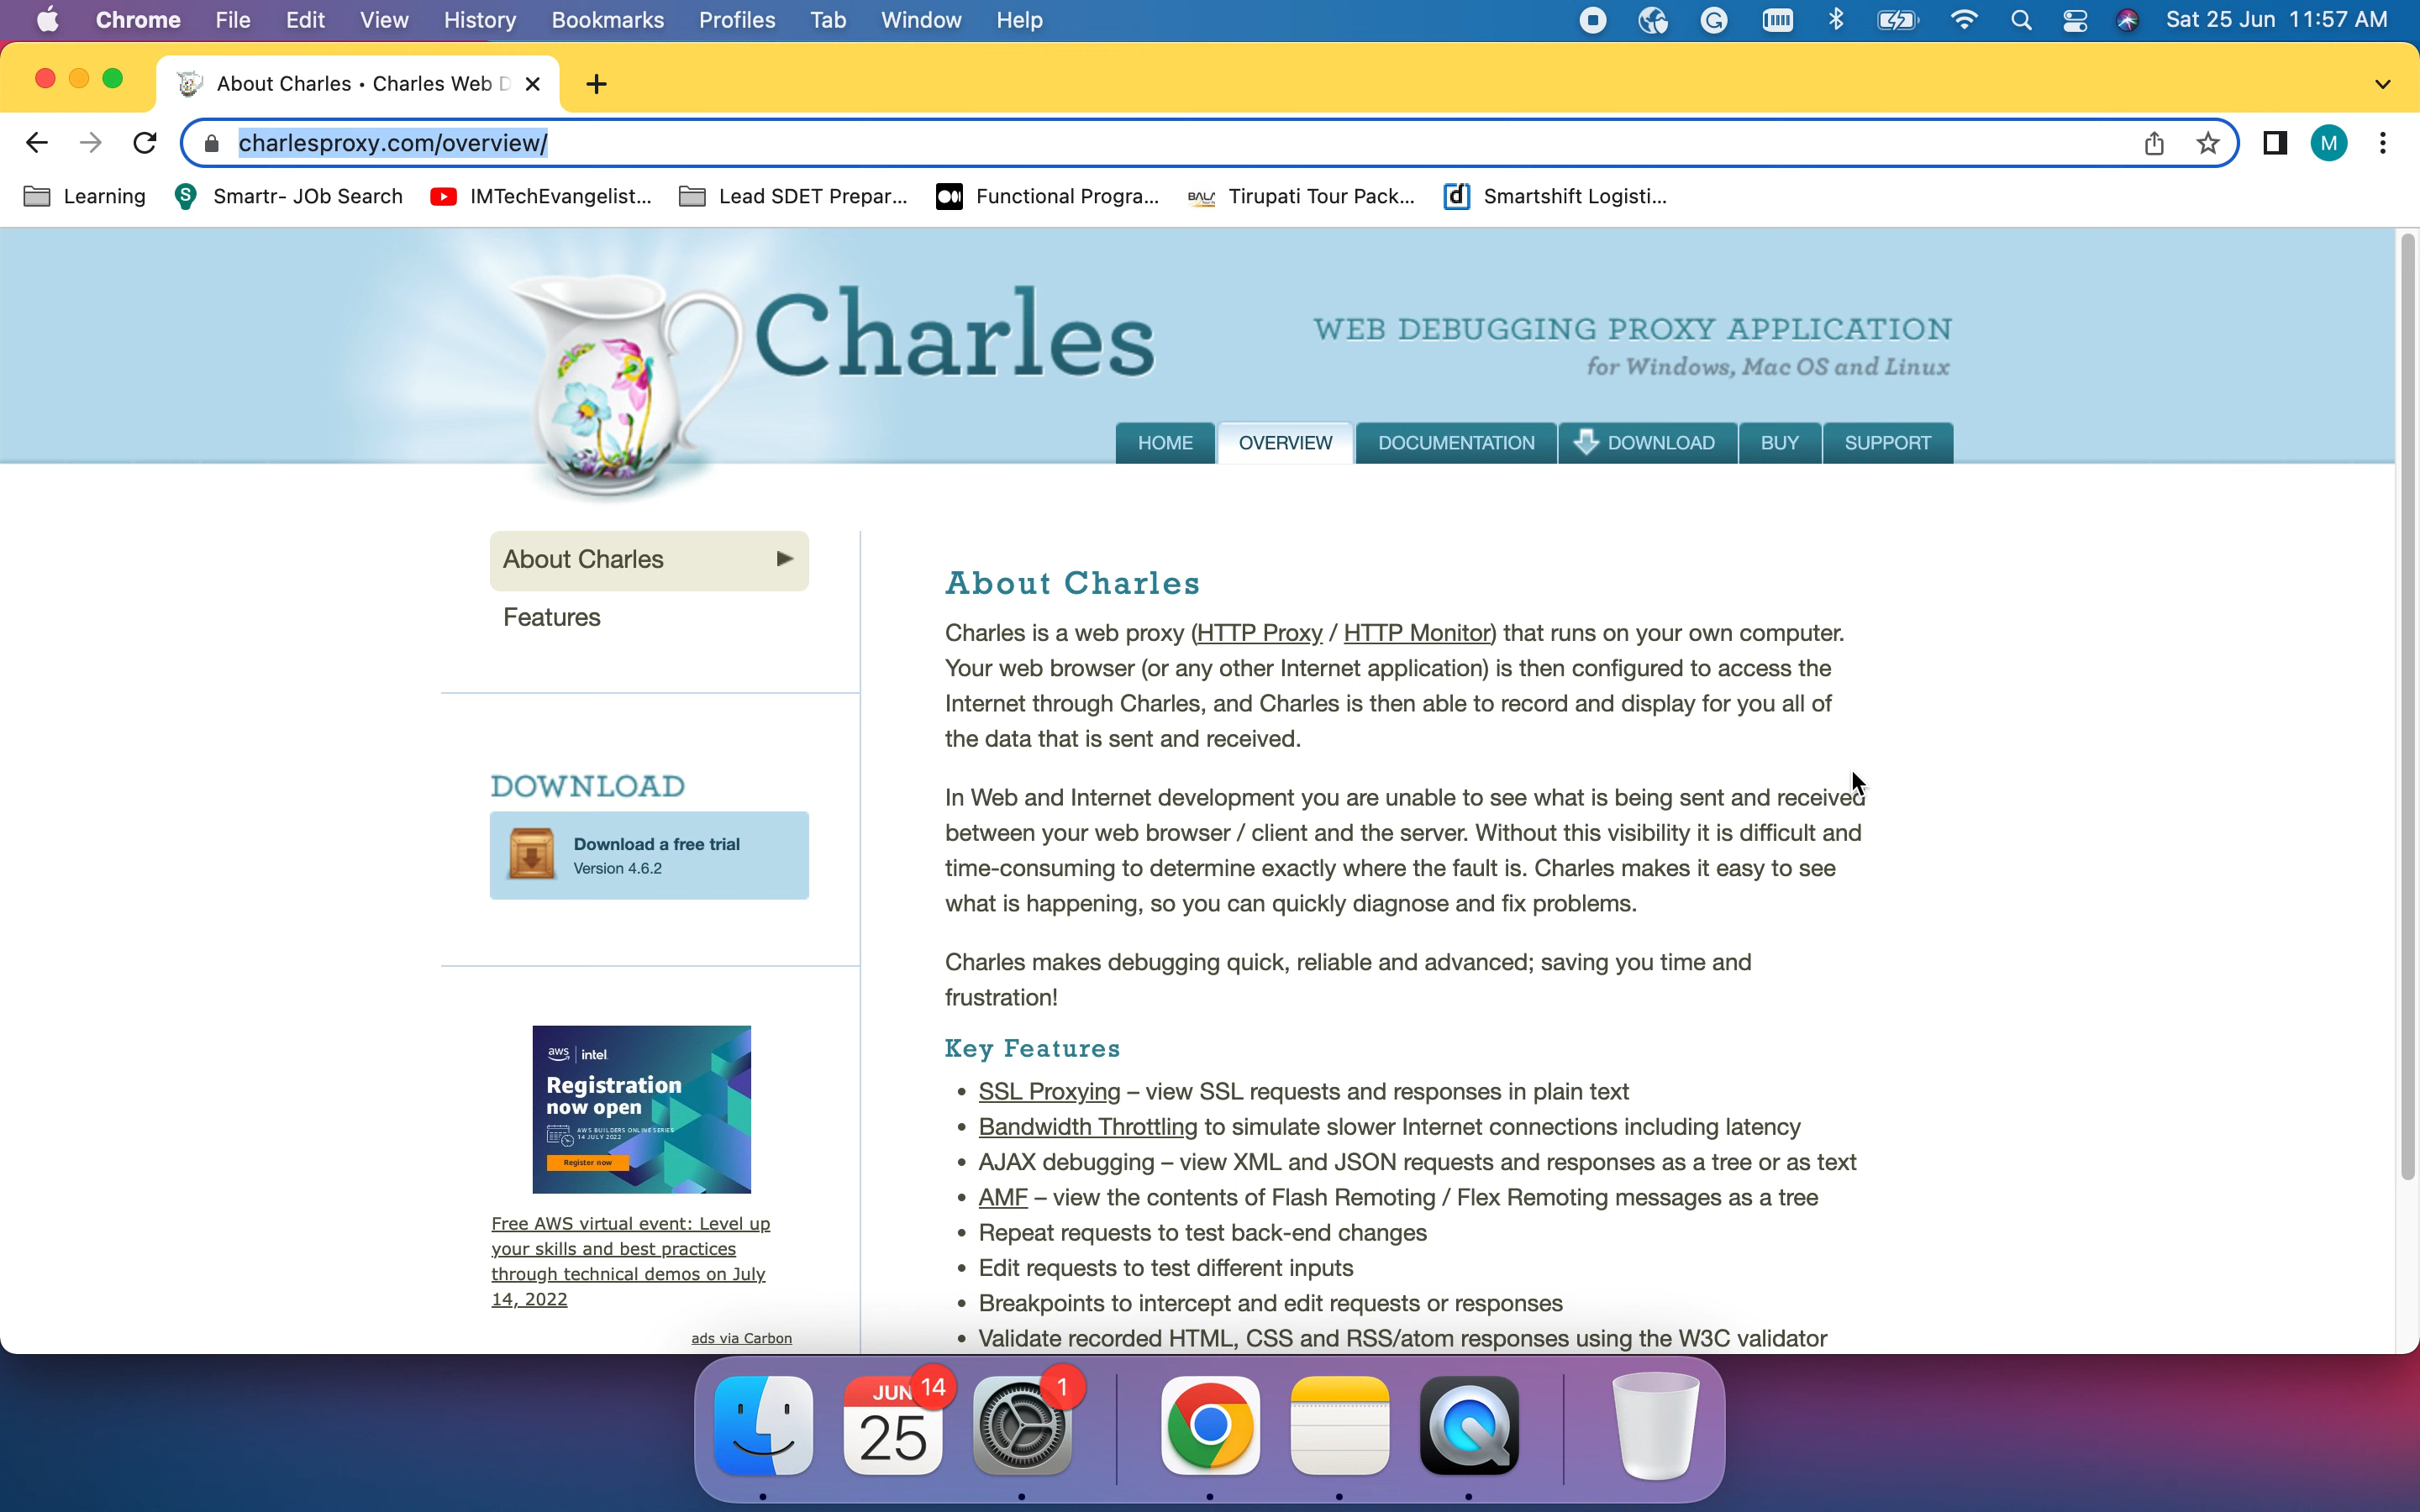 Chrome File Edit View History Bookmarks Profiles Tab Window Help Sat 25 Jun 11:57 AM
About Charles • Charles Web D
charlesproxy.com/overview/
M
Learning Smartr- JOb Search IMTechEvangelist... Lead SDET Prepar... Functional Progra... Tirupati Tour Pack... Smartshift Logisti...
Charles
WEB DEBUGGING PROXY APPLICATION
for Windows, Mac OS and Linux
HOME OVERVIEW DOCUMENTATION DOWNLOAD BUY SUPPORT
About Charles
Features
DOWNLOAD
Download a free trial
Version 4.6.2
aws intel
Registration
now open
AWS BUILDERS ONLINE SERIES
14 JULY 2022
Register now
Free AWS virtual event: Level up
your skills and best practices
through technical demos on July
14, 2022
ads via Carbon
About Charles
Charles is a web proxy (HTTP Proxy / HTTP Monitor) that runs on your own computer.
Your web browser (or any other Internet application) is then configured to access the
Internet through Charles, and Charles is then able to record and display for you all of
the data that is sent and received.
In Web and Internet development you are unable to see what is being sent and received
between your web browser / client and the server. Without this visibility it is difficult and
time-consuming to determine exactly where the fault is. Charles makes it easy to see
what is happening, so you can quickly diagnose and fix problems.
Charles makes debugging quick, reliable and advanced; saving you time and
frustration!
Key Features
• SSL Proxying – view SSL requests and responses in plain text
• Bandwidth Throttling to simulate slower Internet connections including latency
• AJAX debugging – view XML and JSON requests and responses as a tree or as text
• AMF – view the contents of Flash Remoting / Flex Remoting messages as a tree
• Repeat requests to test back-end changes
• Edit requests to test different inputs
• Breakpoints to intercept and edit requests or responses
• Validate recorded HTML, CSS and RSS/atom responses using the W3C validator
JUN 14 1
25